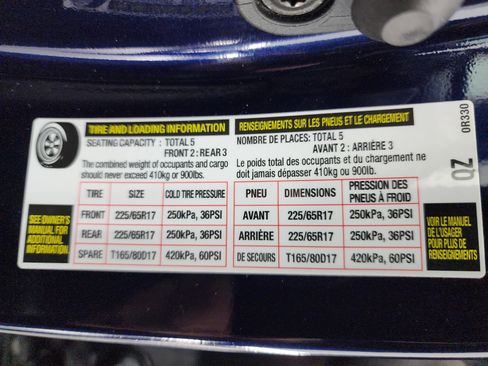 TIRE AND LOADING INFORMATION
SEATING CAPACITY : TOTAL 5
FRONT 2 : REAR 3
The combined weight of occupants and cargo
should never exceed 410kg or 900lbs.
TIRE SIZE COLD TIRE PRESSURE
FRONT 225/65R17 250kPa, 36PSI
REAR 225/65R17 250kPa, 36PSI
SPARE T165/80D17 420kPa, 60PSI
SEE OWNER'S
MANUAL FOR
ADDITIONAL
INFORMATION
RENSEIGNEMENTS SUR LES PNEUS ET LE CHARGEMENT
NOMBRE DE PLACES: TOTAL 5
AVANT 2 : ARRIÈRE 3
Le poids total des occupants et du chargement ne
doit jamais dépasser 410kg ou 900lb.
PNEU DIMENSIONS PRESSION DES
PNEUS À FROID
AVANT 225/65R17 250kPa, 36PSI
ARRIÈRE 225/65R17 250kPa, 36PSI
DE SECOURS T165/80D17 420kPa, 60PSI
VOIR LE MANUEL
DE L'USAGER
POUR PLUS DE
RENSEIGNEMENTS
QZ
0R330